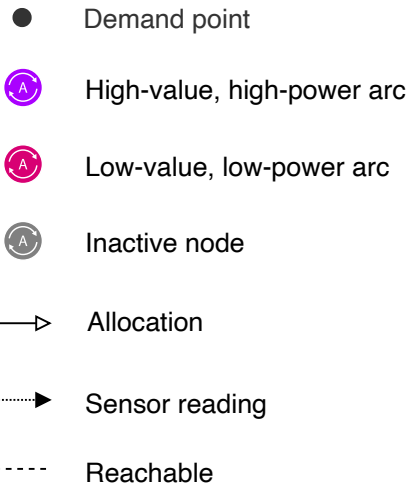 Demand point
A High-value, high-power arc
A Low-value, low-power arc
A Inactive node
Allocation
Sensor reading
Reachable